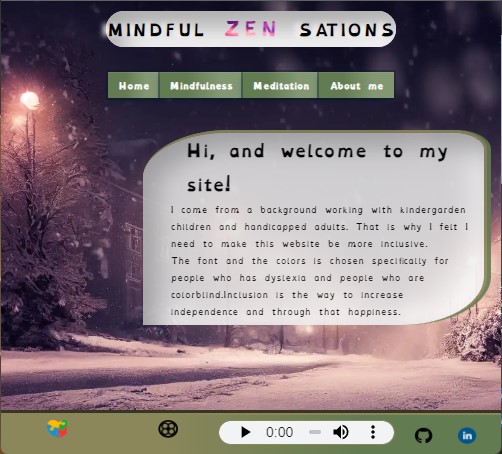 MINDFUL ZEN SATIONS
Home Mindfulness Meditation About me
Hi, and welcome to my
site!
I come from a background working with kindergarden
children and handicapped adults. That is why I felt I
need to make this website be more inclusive.
The font and the colors is chosen specifically for
people who has dyslexia and people who are
colorblind.Inclusion is the way to increase
independence and through that happiness.
0:00
in